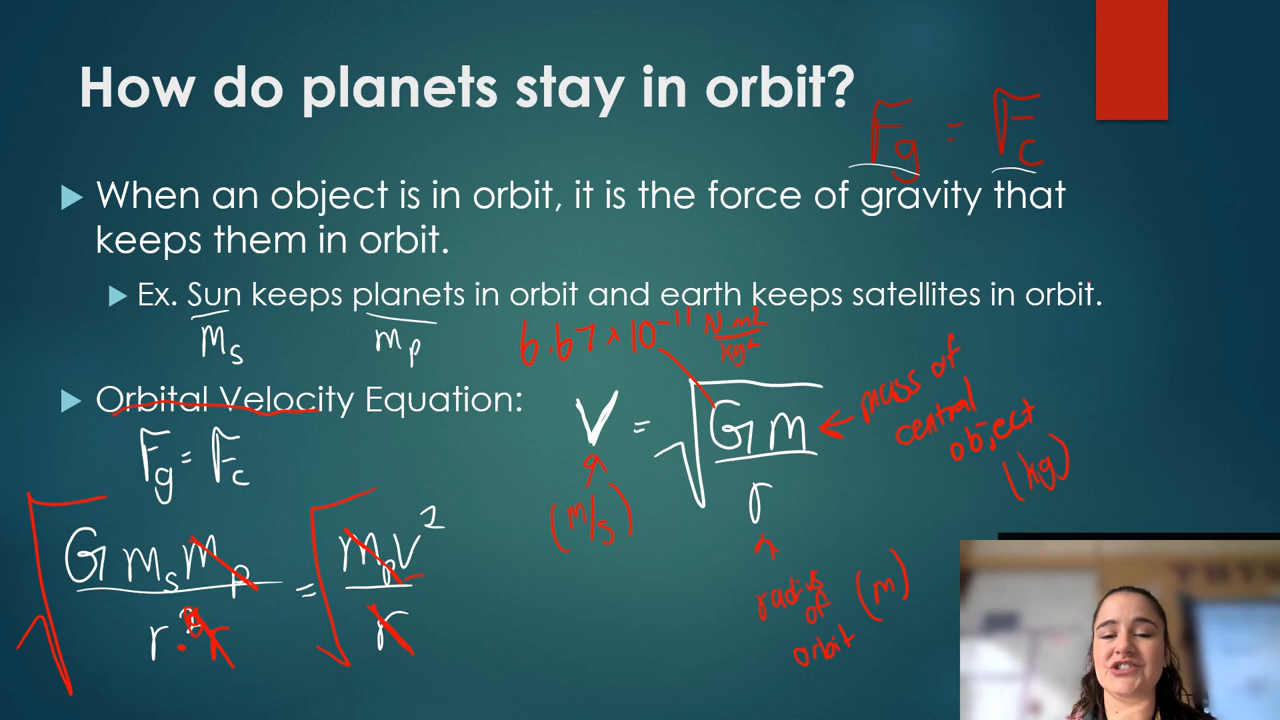 How do planets stay in orbit?
Fg = Fc
When an object is in orbit, it is the force of gravity that
keeps them in orbit.
Ex. Sun keeps planets in orbit and earth keeps satellites in orbit.
ms mp
6.67 x 10^-11 N·m²/kg²
Orbital Velocity Equation:
V = √(Gm/r)
← mass of
central
object
(kg)
(m/s)
radius
of
orbit
(m)
Fg = Fc
√(G ms mp / r·r) = √(mp v² / r)